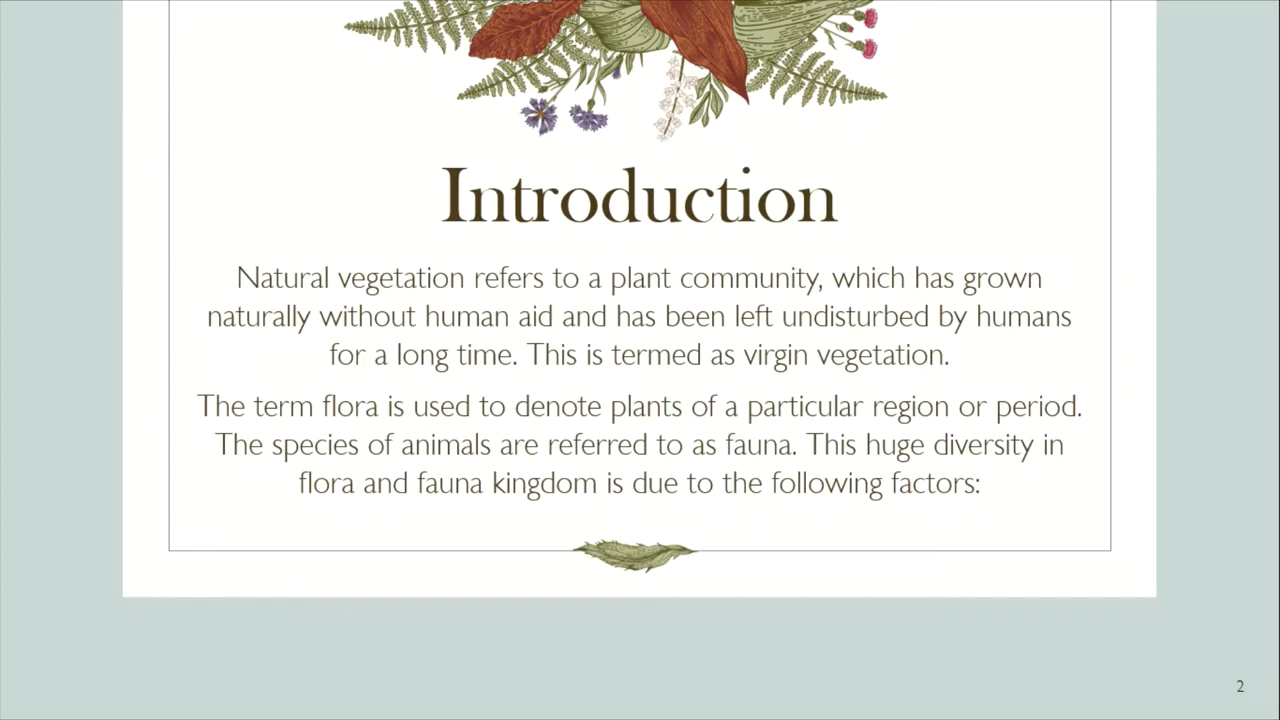 Introduction
Natural vegetation refers to a plant community, which has grown
naturally without human aid and has been left undisturbed by humans
for a long time. This is termed as virgin vegetation.
The term flora is used to denote plants of a particular region or period.
The species of animals are referred to as fauna. This huge diversity in
flora and fauna kingdom is due to the following factors:
2